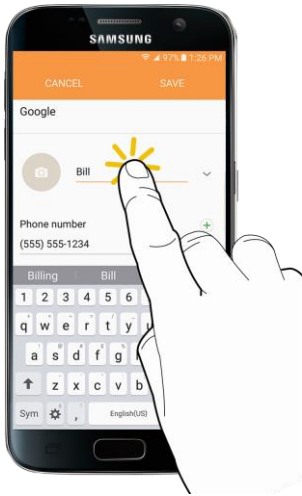 SAMSUNG
97% 1:26 PM
CANCEL SAVE
Google
Bill
Phone number
(555) 555-1234
Billing Bill
1 2 3 4 5 6
q w e r t y u
a s d f g
z x c v b
Sym , English(US)